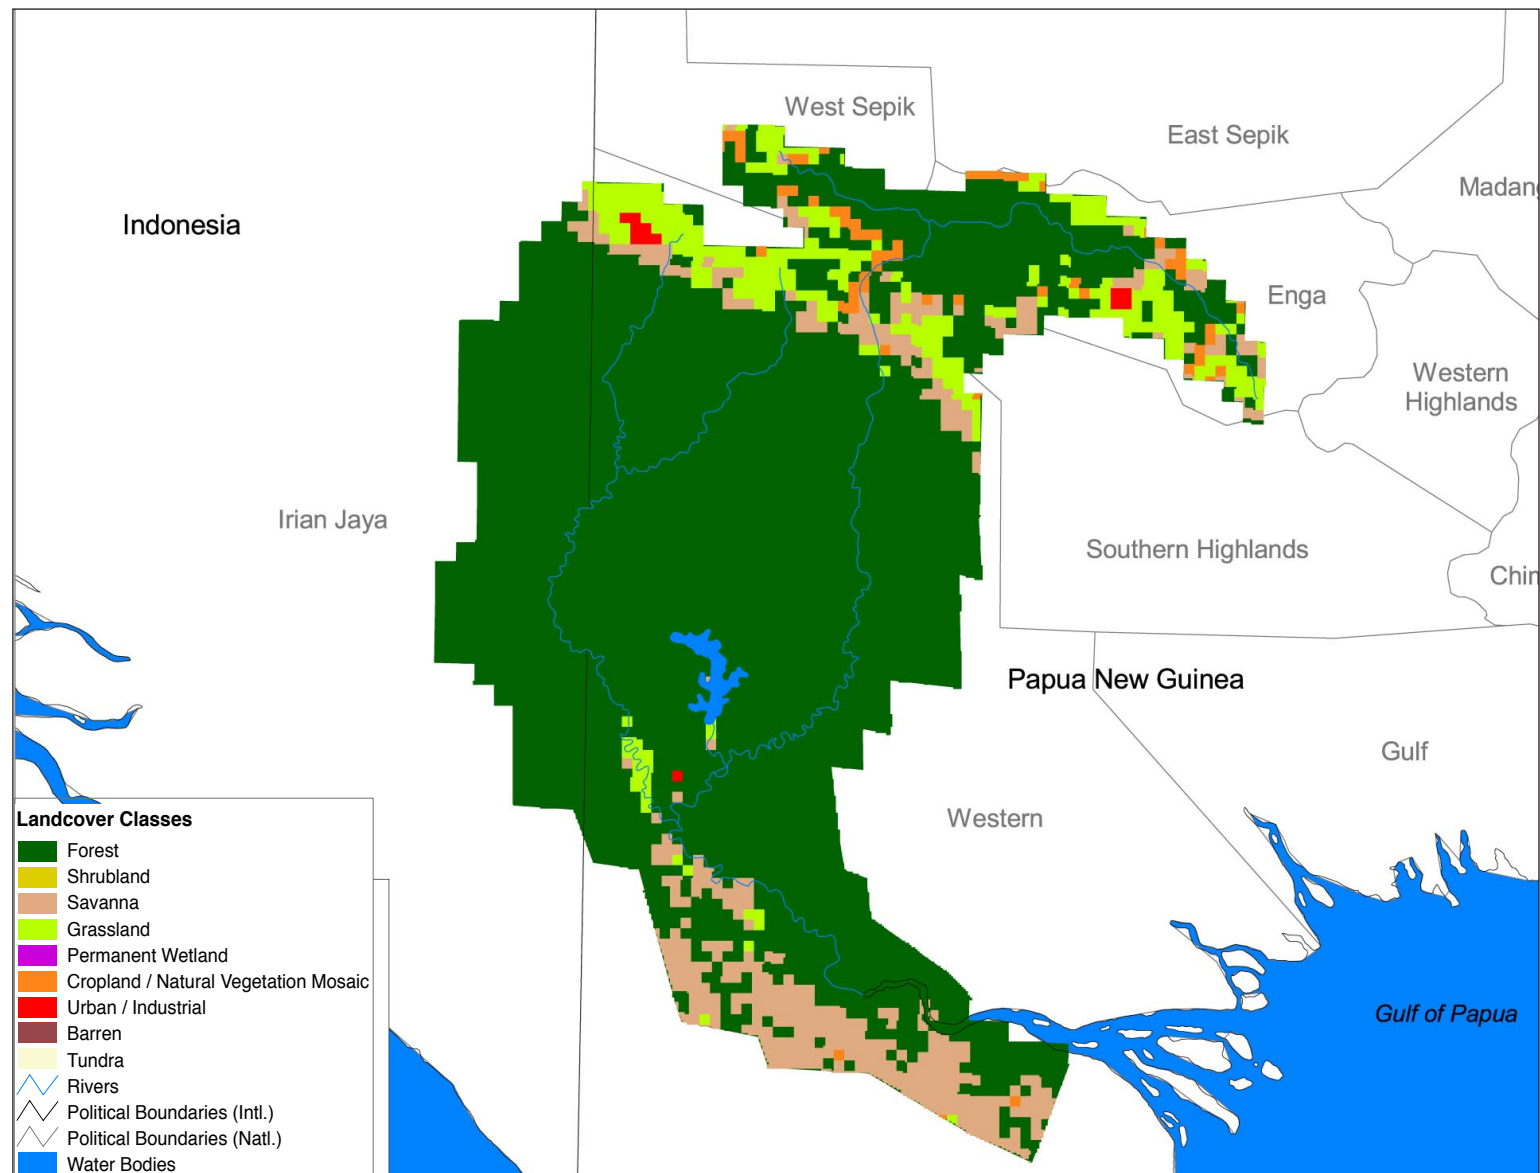 West Sepik
East Sepik
Madang
Indonesia
Enga
Western
Highlands
Irian Jaya
Southern Highlands
Chim
Papua New Guinea
Gulf
Western
Gulf of Papua
Landcover Classes
Forest
Shrubland
Savanna
Grassland
Permanent Wetland
Cropland / Natural Vegetation Mosaic
Urban / Industrial
Barren
Tundra
Rivers
Political Boundaries (Intl.)
Political Boundaries (Natl.)
Water Bodies